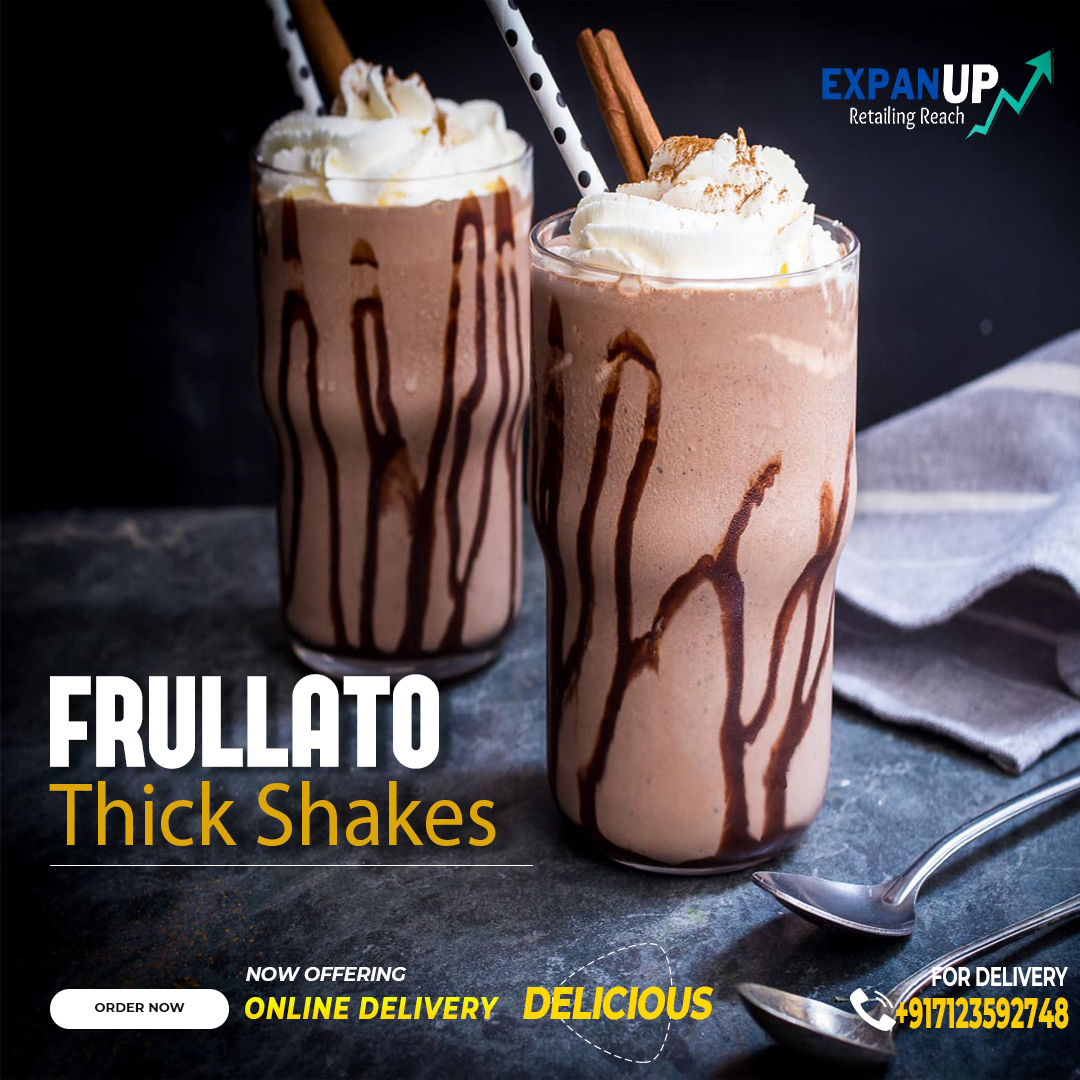 EXPANUP
Retailing Reach
FRULLATO
Thick Shakes
NOW OFFERING
ORDER NOW
ONLINE DELIVERY
DELICIOUS
FOR DELIVERY
+917123592748